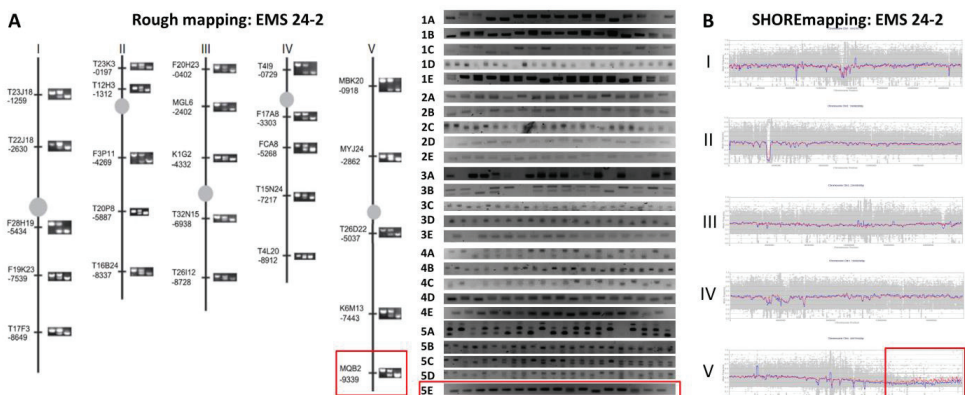 A Rough mapping: EMS 24-2
I
T23J18
-1259
T22J18
-2630
F28H19
-5434
F19K23
-7539
T17F3
-8649
II
T23K3
-0197
T12H3
-1312
F3P11
-4269
T20P8
-5887
T16B24
-8337
III
F20H23
-0402
MGL6
-2402
K1G2
-4332
T32N15
-6938
T26I12
-8728
IV
T4I9
-0729
F17A8
-3303
FCA8
-5268
T15N24
-7217
T4L20
-8912
V
MBK20
-0918
MYJ24
-2862
T26D22
-5037
K6M13
-7443
MQB2
-9339
1A
1B
1C
1D
1E
2A
2B
2C
2D
2E
3A
3B
3C
3D
3E
4A
4B
4C
4D
4E
5A
5B
5C
5D
5E
B SHOREmapping: EMS 24-2
I
II
III
IV
V